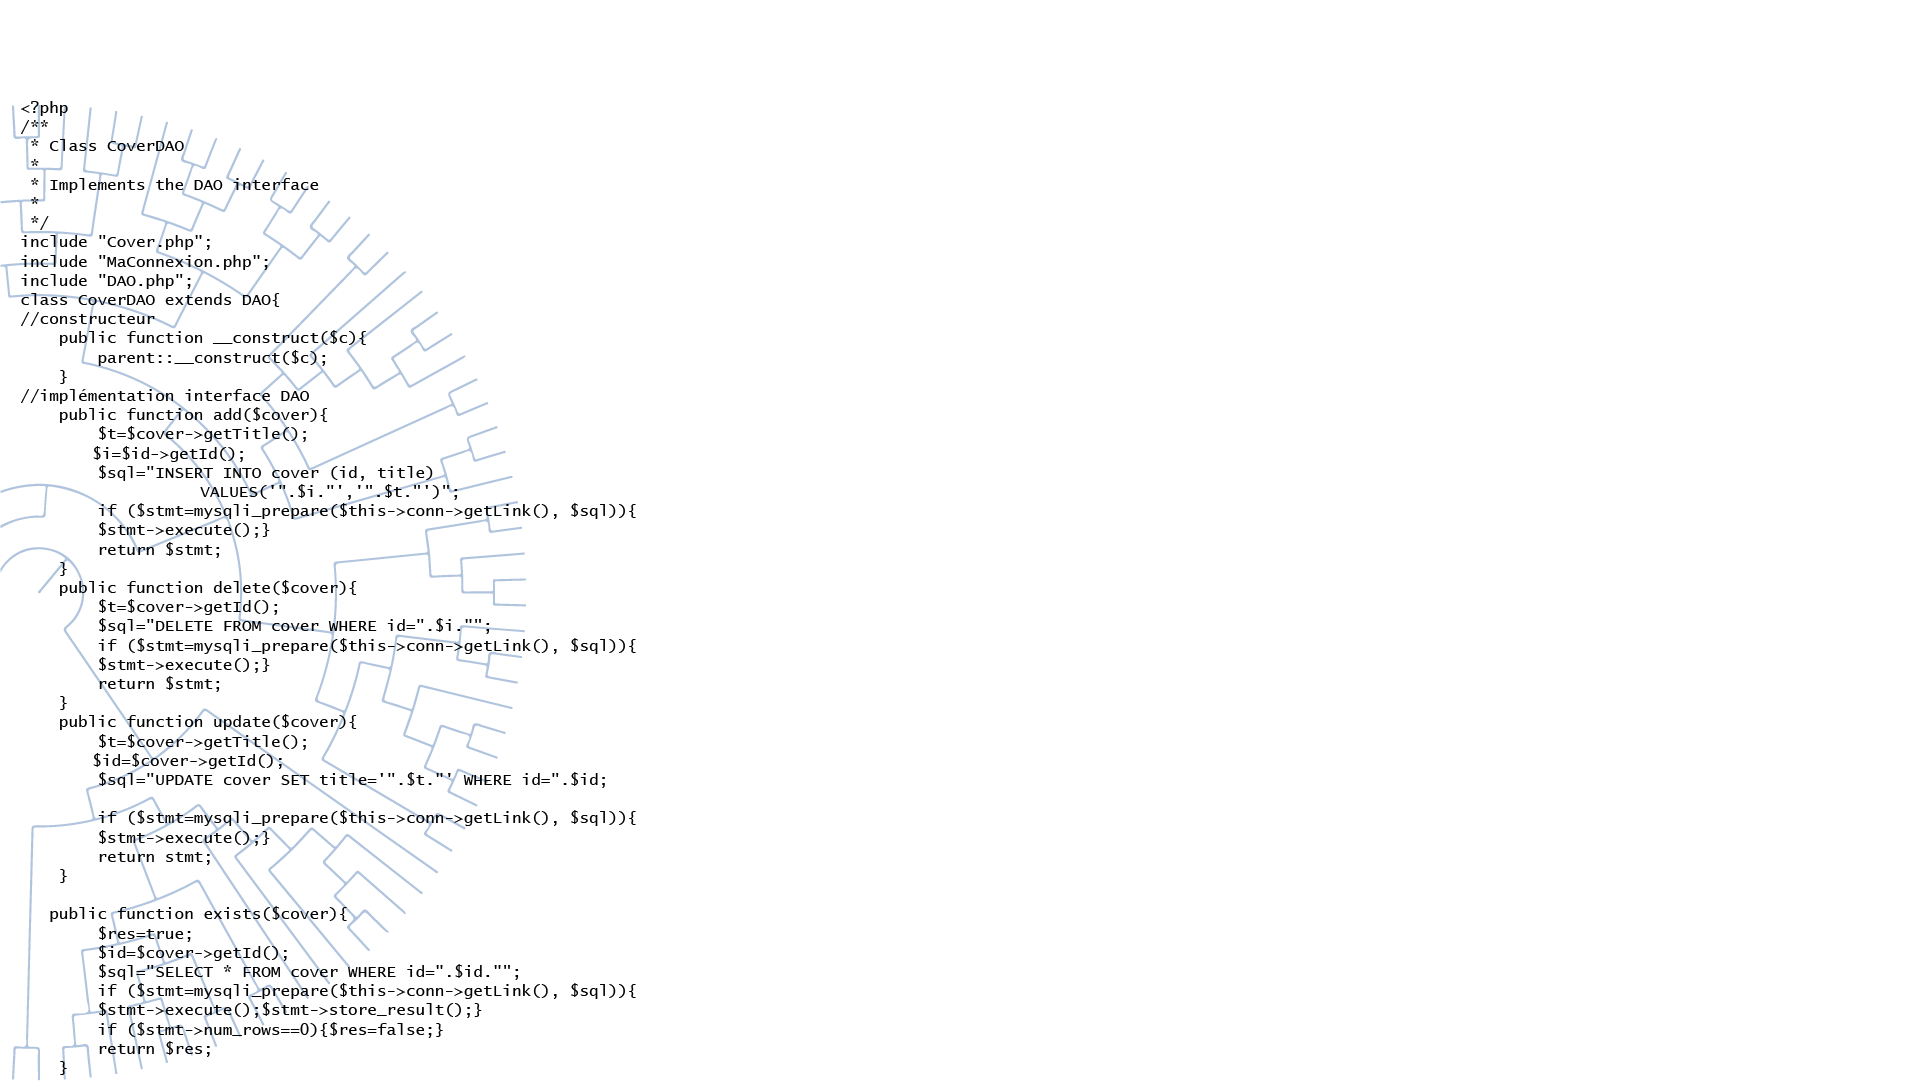 <?php
/**
 * Class CoverDAO
 *
 * Implements the DAO interface
 *
 */
include "Cover.php";
include "MaConnexion.php";
include "DAO.php";
class CoverDAO extends DAO{
//constructeur
    public function __construct($c){
        parent::__construct($c);
    }
//implémentation interface DAO
    public function add($cover){
        $t=$cover->getTitle();
        $i=$id->getId();
        $sql="INSERT INTO cover (id, title)
                   VALUES('".$i."','".$t."')";
        if ($stmt=mysqli_prepare($this->conn->getLink(), $sql)){
        $stmt->execute();}
        return $stmt;
    }
    public function delete($cover){
        $t=$cover->getId();
        $sql="DELETE FROM cover WHERE id=".$i."";
        if ($stmt=mysqli_prepare($this->conn->getLink(), $sql)){
        $stmt->execute();}
        return $stmt;
    }
    public function update($cover){
        $t=$cover->getTitle();
        $id=$cover->getId();
        $sql="UPDATE cover SET title='".$t."' WHERE id=".$id;
        if ($stmt=mysqli_prepare($this->conn->getLink(), $sql)){
        $stmt->execute();}
        return stmt;
    }
   public function exists($cover){
        $res=true;
        $id=$cover->getId();
        $sql="SELECT * FROM cover WHERE id=".$id."";
        if ($stmt=mysqli_prepare($this->conn->getLink(), $sql)){
        $stmt->execute();$stmt->store_result();}
        if ($stmt->num_rows==0){$res=false;}
        return $res;
    }